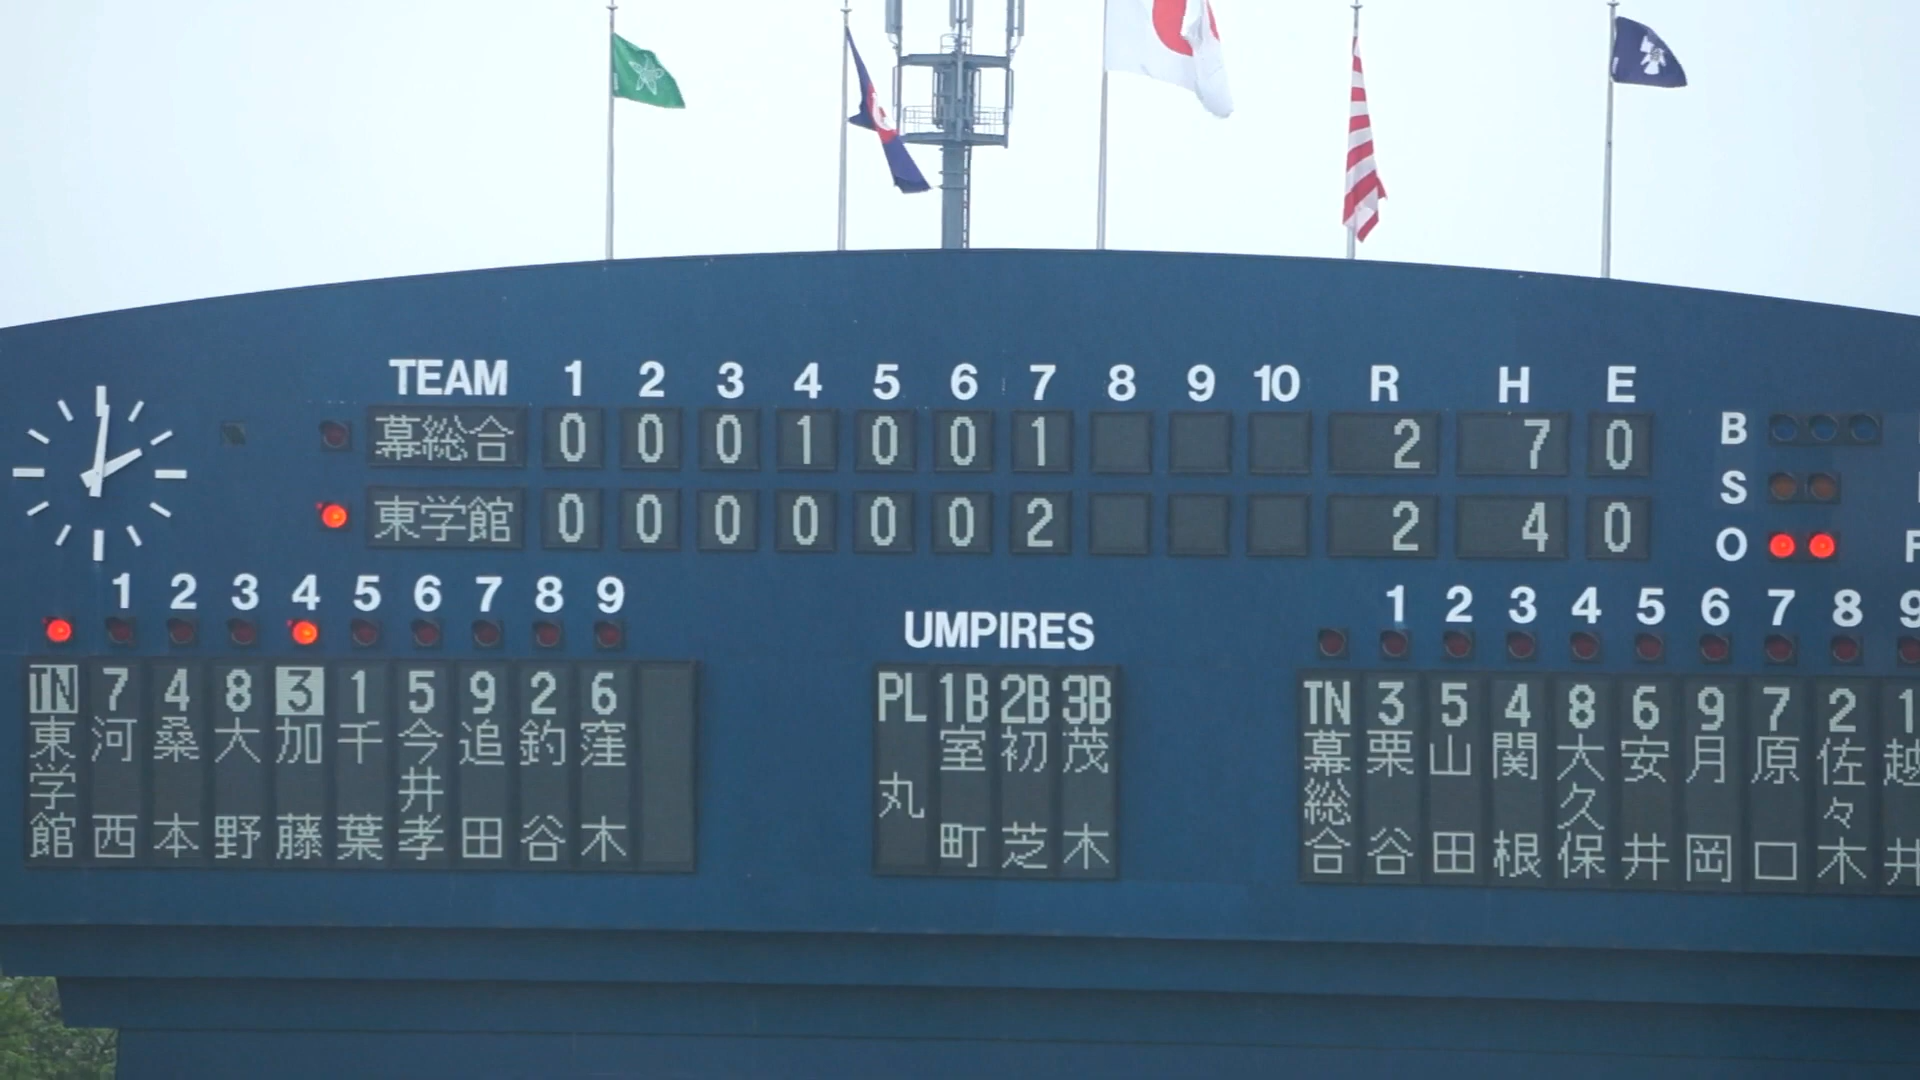 TEAM 1 2 3 4 5 6 7 8 9 10 R H E
幕総合 0 0 0 1 0 0 1 2 7 0
東学館 0 0 0 0 0 0 2 2 4 0
B
S
O
1 2 3 4 5 6 7 8 9
TN 7 4 8 3 1 5 9 2 6
東学館
河西
桑本
大野
加藤
千葉
今井孝
追田
釣谷
窪木
UMPIRES
PL 1B 2B 3B
丸
室町
初芝
茂木
1 2 3 4 5 6 7 8 9
TN 3 5 4 8 6 9 7 2 1
幕総合
栗谷
山田
関根
大久保
安井
月岡
原口
佐々木
越井